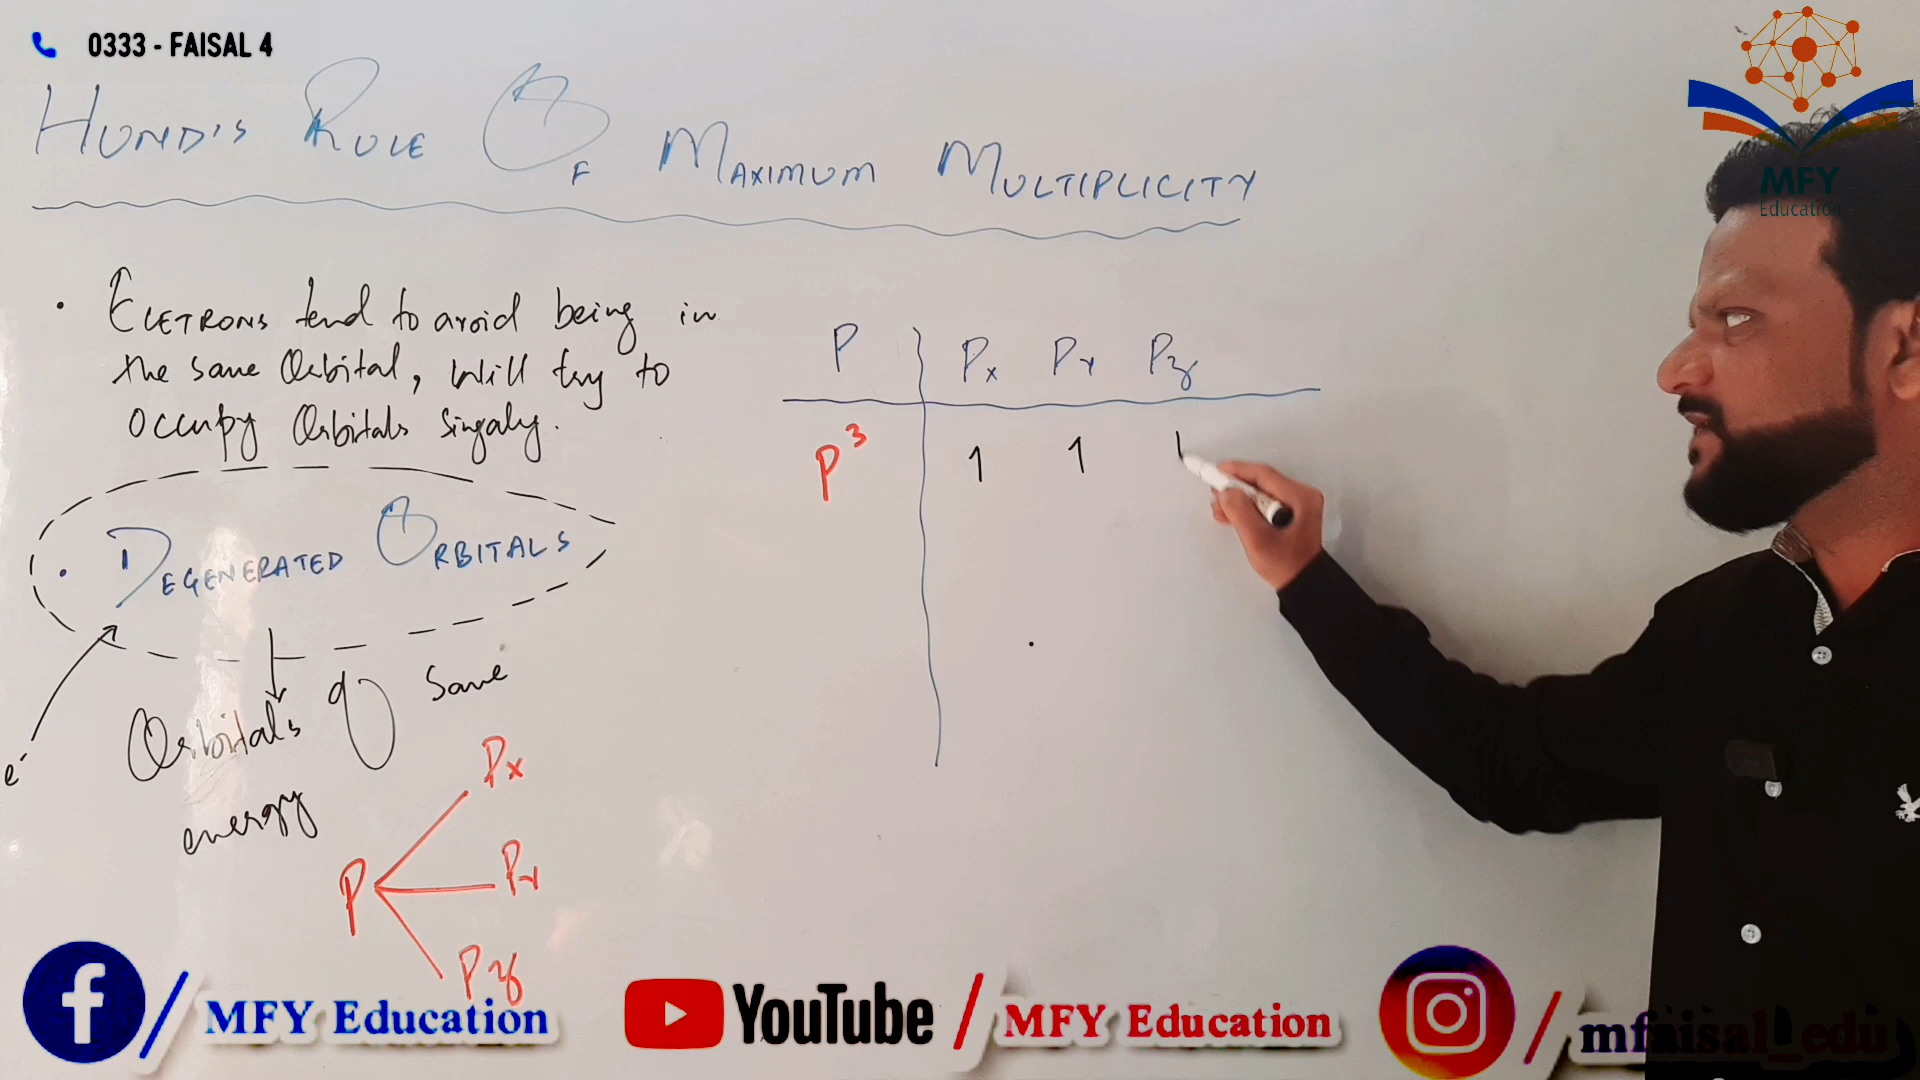 0333 - FAISAL 4
MFY
Education
HUND'S RULE OF MAXIMUM MULTIPLICITY
• ELETRONS tend to avoid being in
the same Orbital, will try to
occupy Orbitals Singaly.
• DEGENERATED ORBITALS
e⁻
Orbitals of same
energy
P
Px
Py
Pz
P Px Py Pz
P³ 1 1 1
/ MFY Education
YouTube / MFY Education
/ mfaisal_edu